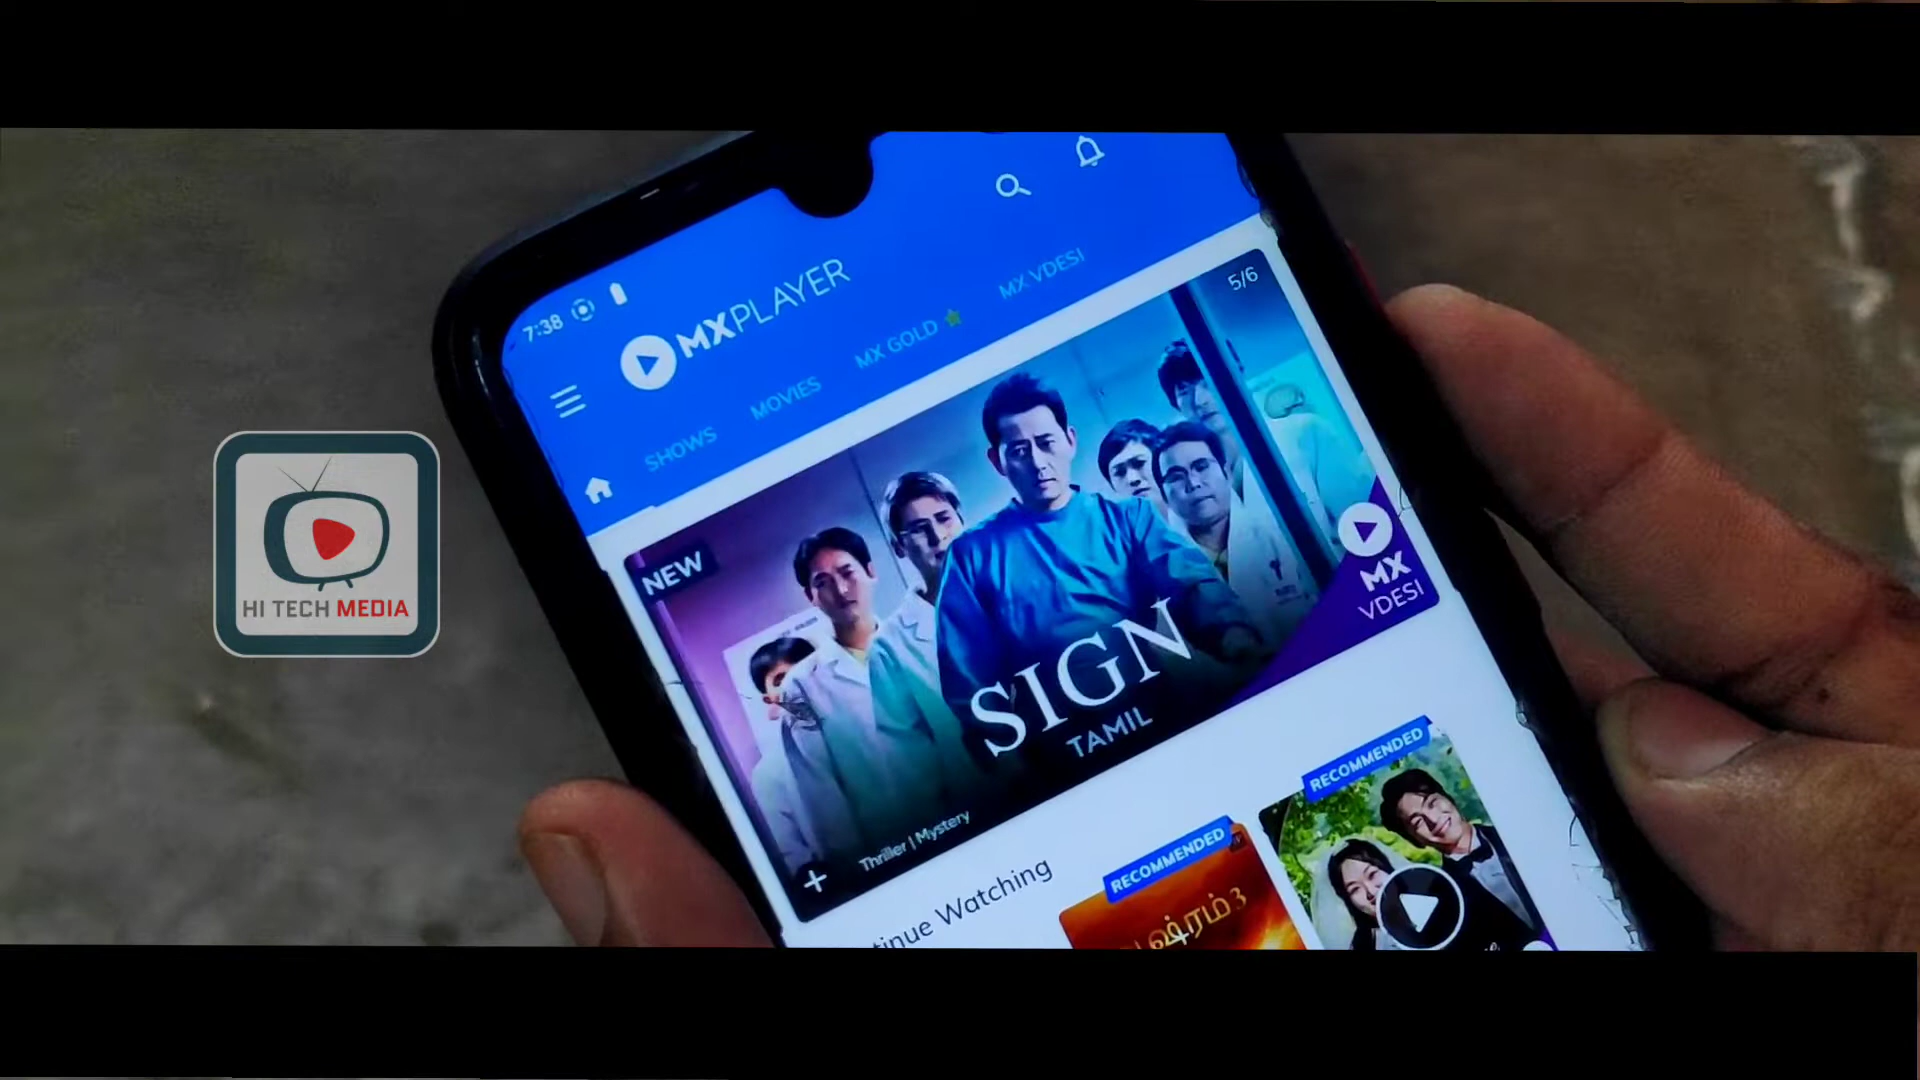 7:38
MXPLAYER
SHOWS
MOVIES
MX GOLD
MX VDESI
5/6
NEW
SIGN
TAMIL
MX
VDESI
Thriller | Mystery
tinue Watching
RECOMMENDED
RECOMMENDED
HI TECH MEDIA